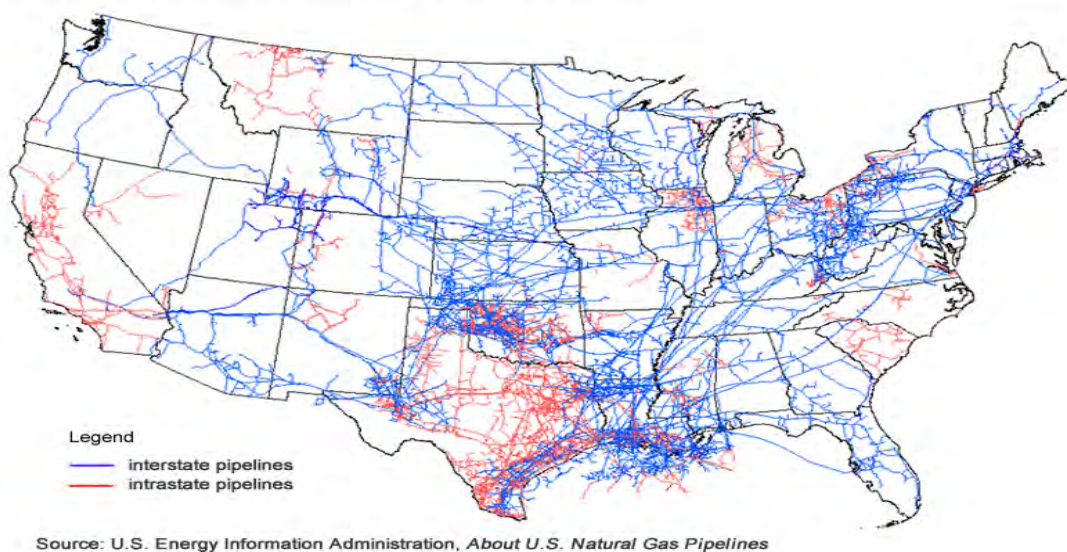 Legend
interstate pipelines
intrastate pipelines
Source: U.S. Energy Information Administration, About U.S. Natural Gas Pipelines